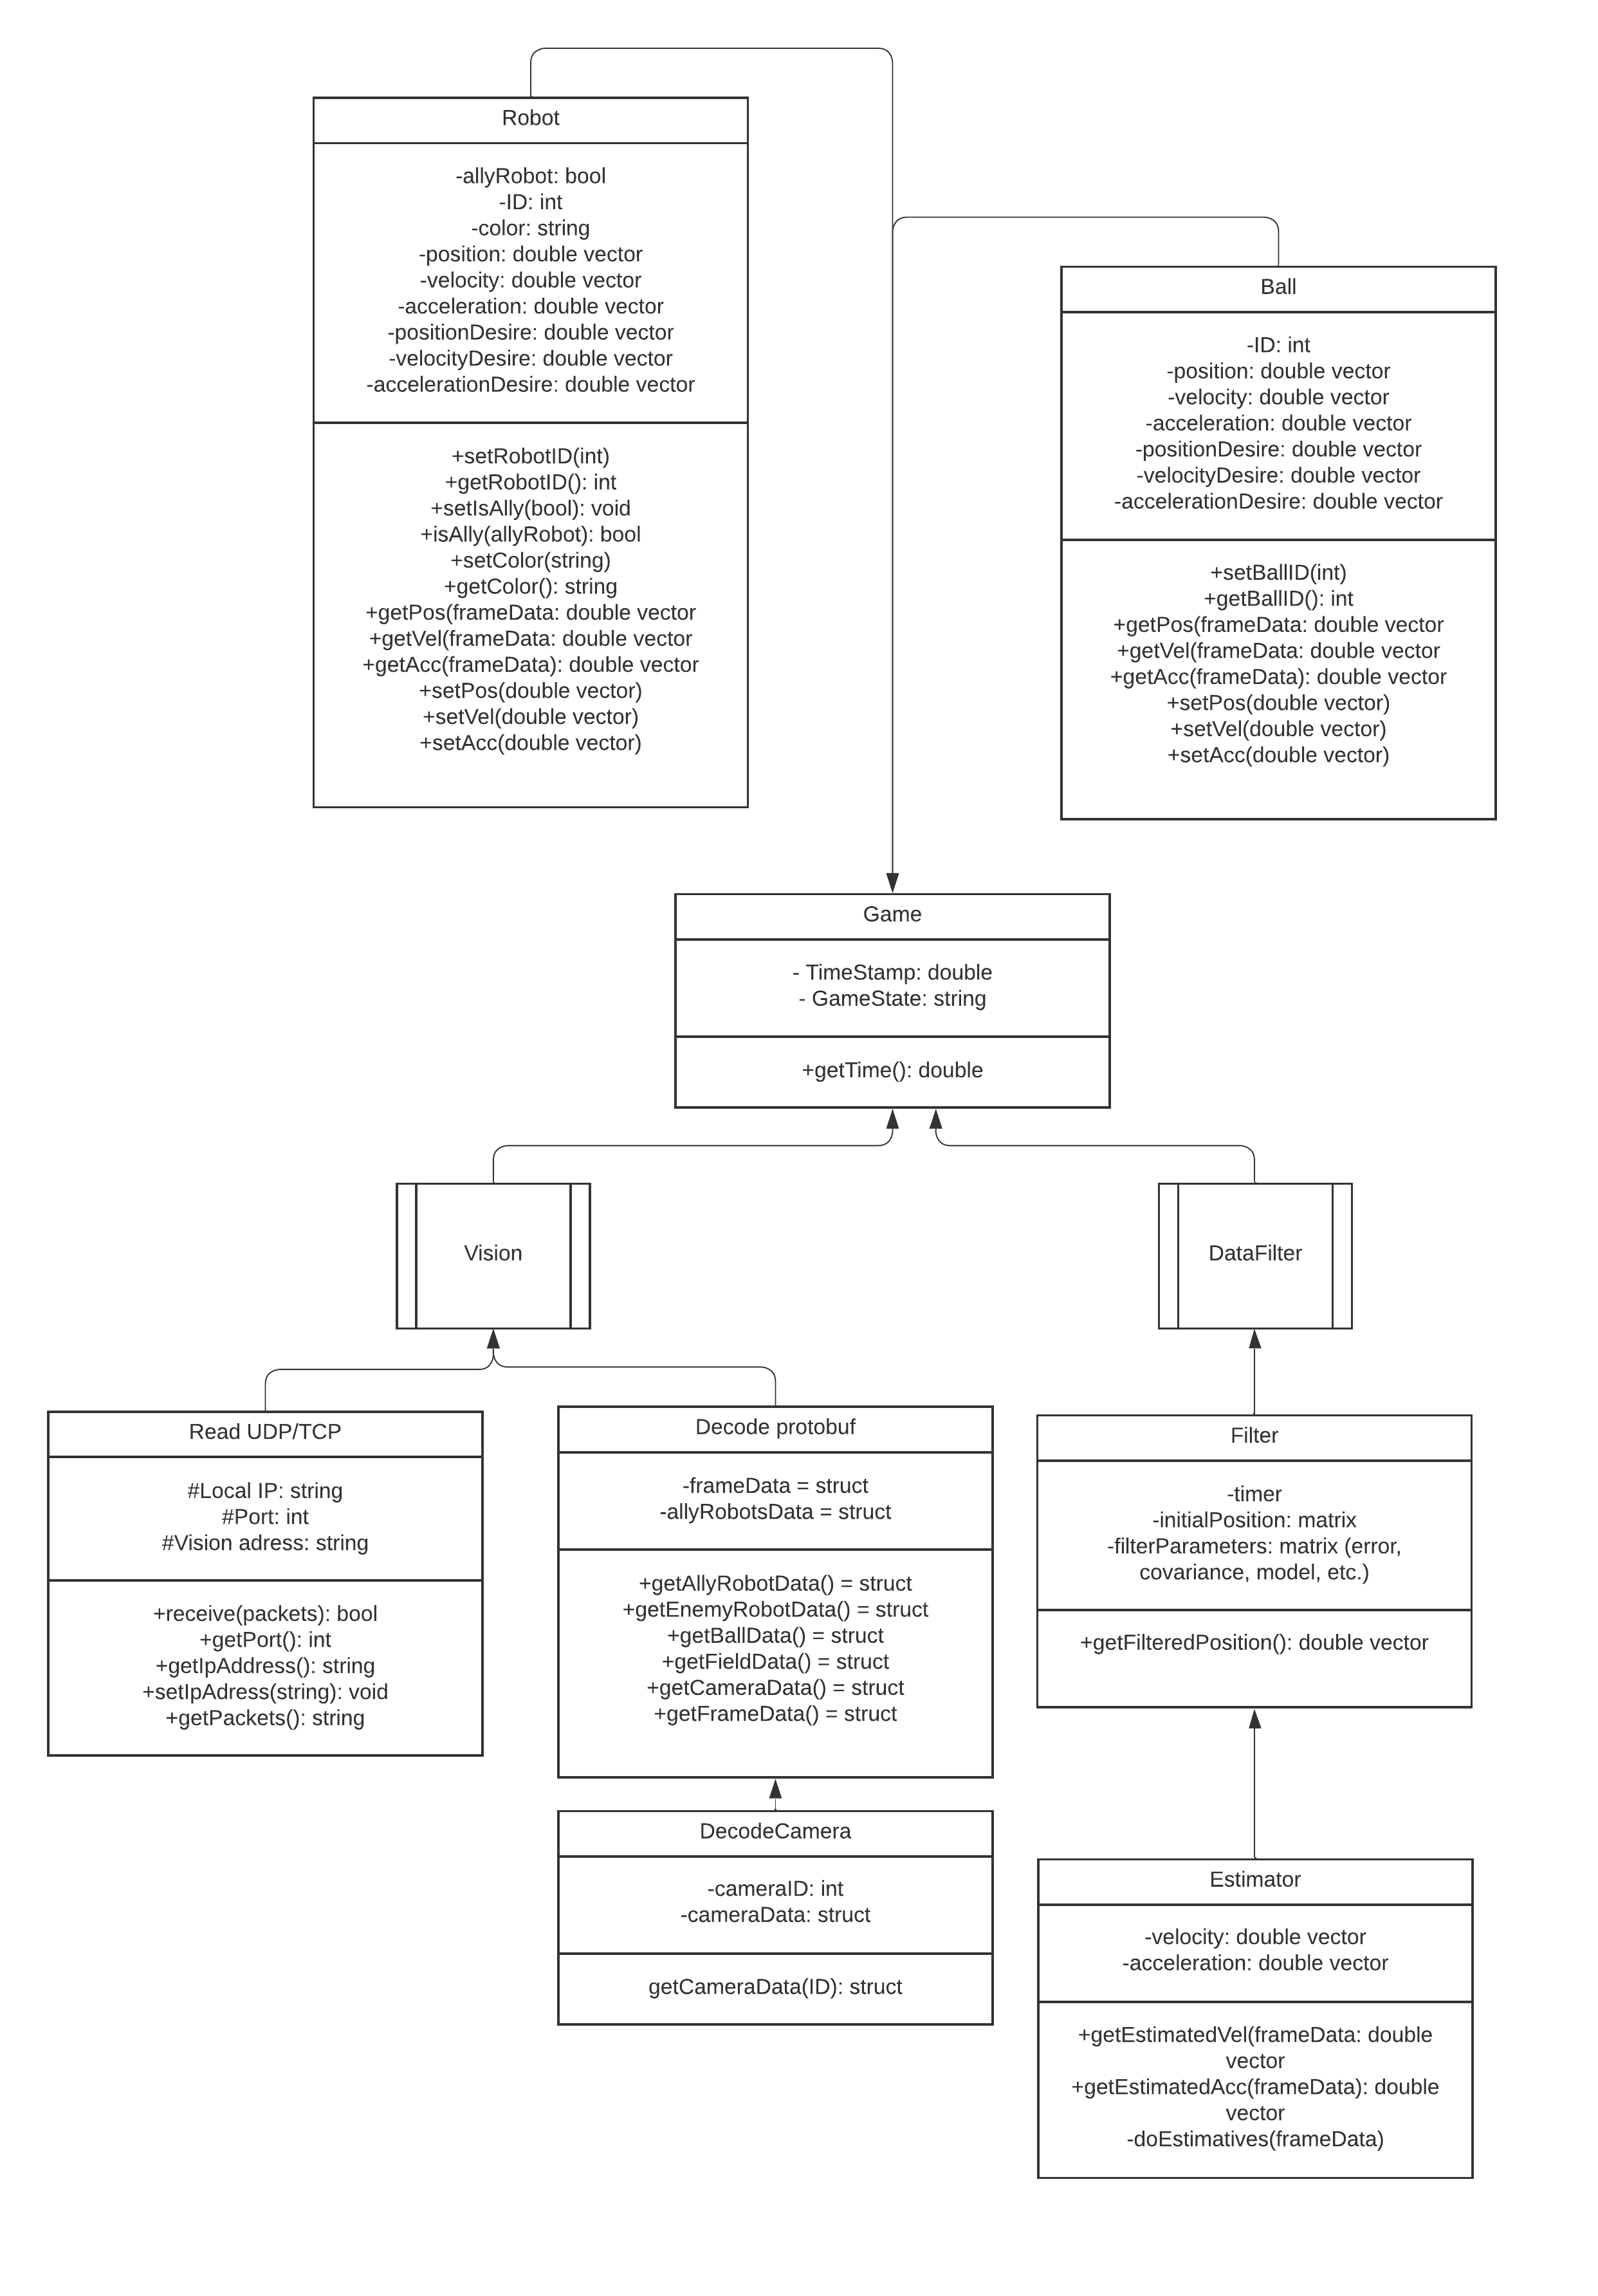 Robot
-allyRobot: bool
-ID: int
-color: string
-position: double vector
-velocity: double vector
-acceleration: double vector
-positionDesire: double vector
-velocityDesire: double vector
-accelerationDesire: double vector
+setRobotID(int)
+getRobotID(): int
+setIsAlly(bool): void
+isAlly(allyRobot): bool
+setColor(string)
+getColor(): string
+getPos(frameData: double vector
+getVel(frameData: double vector
+getAcc(frameData): double vector
+setPos(double vector)
+setVel(double vector)
+setAcc(double vector)
Ball
-ID: int
-position: double vector
-velocity: double vector
-acceleration: double vector
-positionDesire: double vector
-velocityDesire: double vector
-accelerationDesire: double vector
+setBallID(int)
+getBallID(): int
+getPos(frameData: double vector
+getVel(frameData: double vector
+getAcc(frameData): double vector
+setPos(double vector)
+setVel(double vector)
+setAcc(double vector)
Game
- TimeStamp: double
- GameState: string
+getTime(): double
Vision
DataFilter
Read UDP/TCP
#Local IP: string
#Port: int
#Vision adress: string
+receive(packets): bool
+getPort(): int
+getIpAddress(): string
+setIpAdress(string): void
+getPackets(): string
Decode protobuf
-frameData = struct
-allyRobotsData = struct
+getAllyRobotData() = struct
+getEnemyRobotData() = struct
+getBallData() = struct
+getFieldData() = struct
+getCameraData() = struct
+getFrameData() = struct
Filter
-timer
-initialPosition: matrix
-filterParameters: matrix (error,
covariance, model, etc.)
+getFilteredPosition(): double vector
DecodeCamera
-cameraID: int
-cameraData: struct
getCameraData(ID): struct
Estimator
-velocity: double vector
-acceleration: double vector
+getEstimatedVel(frameData: double
vector
+getEstimatedAcc(frameData): double
vector
-doEstimatives(frameData)